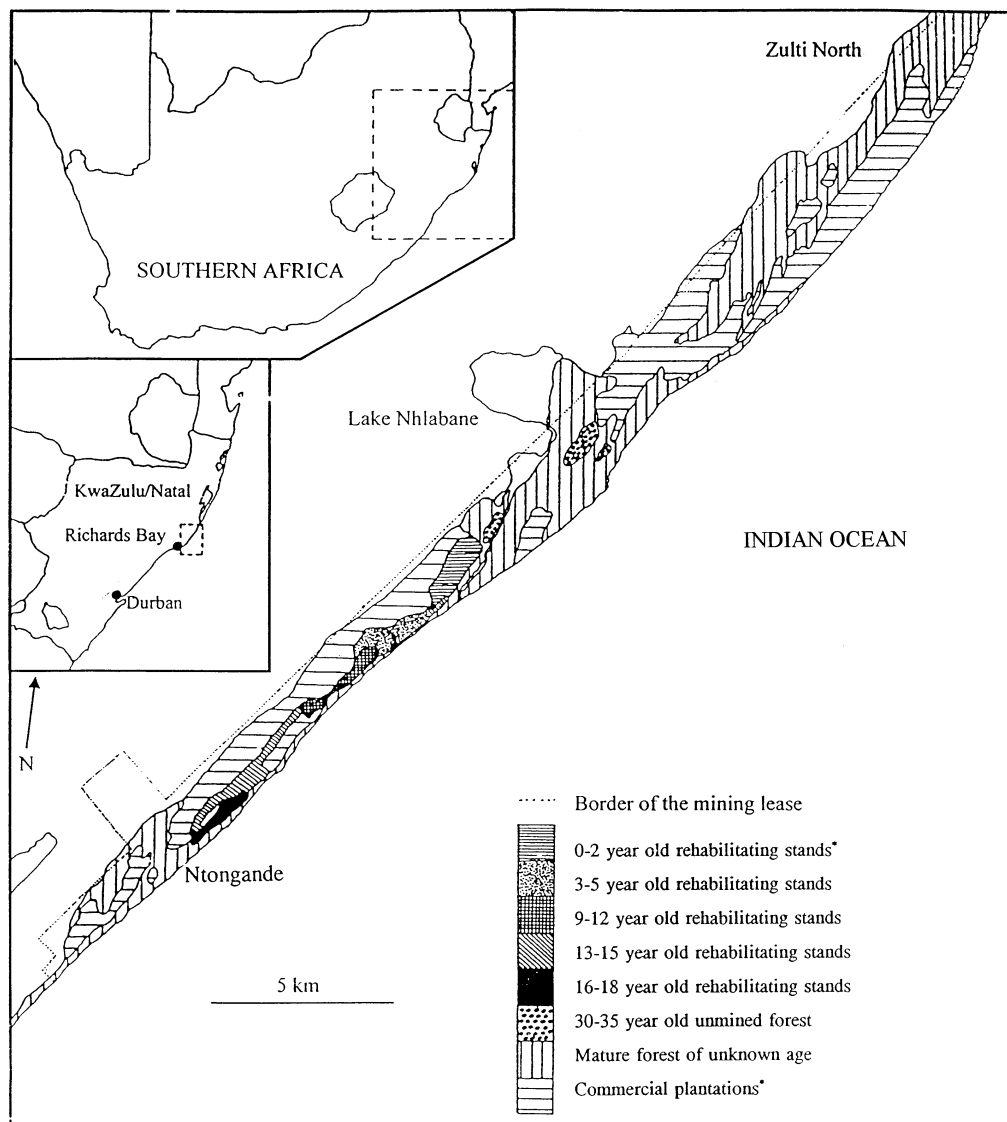 Zulti North
SOUTHERN AFRICA
Lake Nhlabane
KwaZulu/Natal
Richards Bay
INDIAN OCEAN
Durban
N
Ntongande
5 km
Border of the mining lease
0-2 year old rehabilitating stands*
3-5 year old rehabilitating stands
9-12 year old rehabilitating stands
13-15 year old rehabilitating stands
16-18 year old rehabilitating stands
30-35 year old unmined forest
Mature forest of unknown age
Commercial plantations*